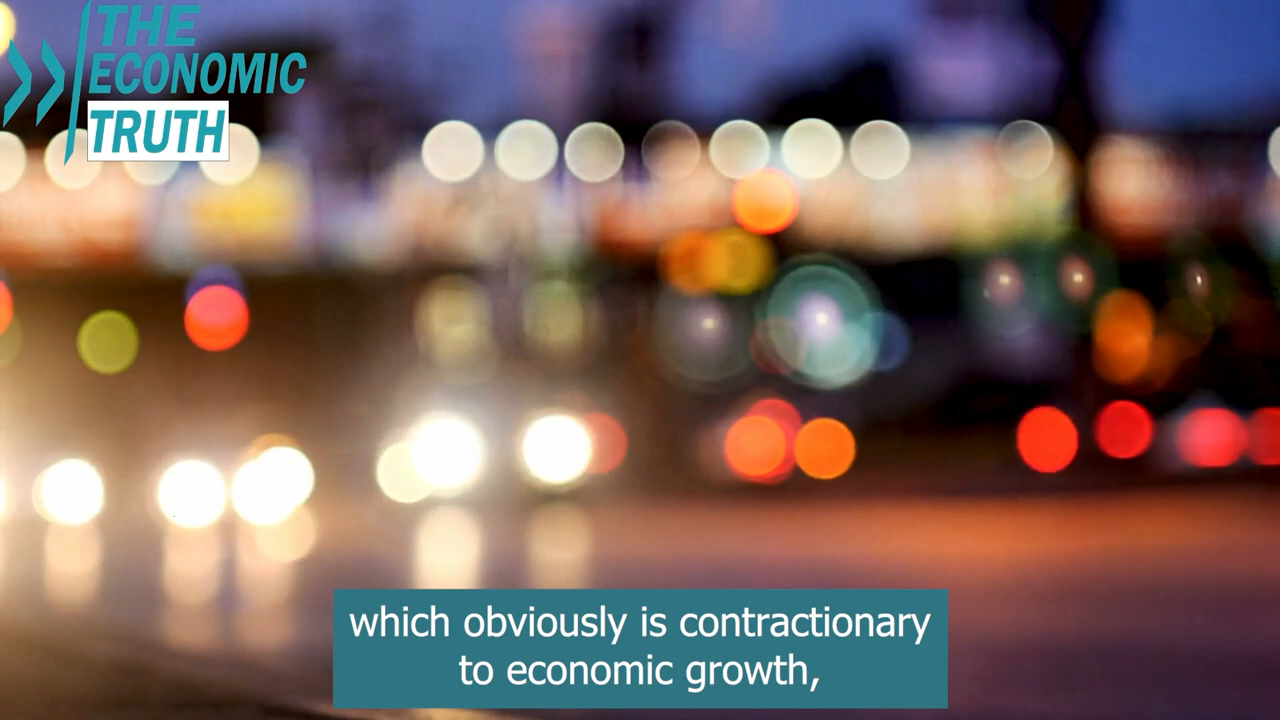 THE
ECONOMIC
TRUTH
which obviously is contractionary
to economic growth,